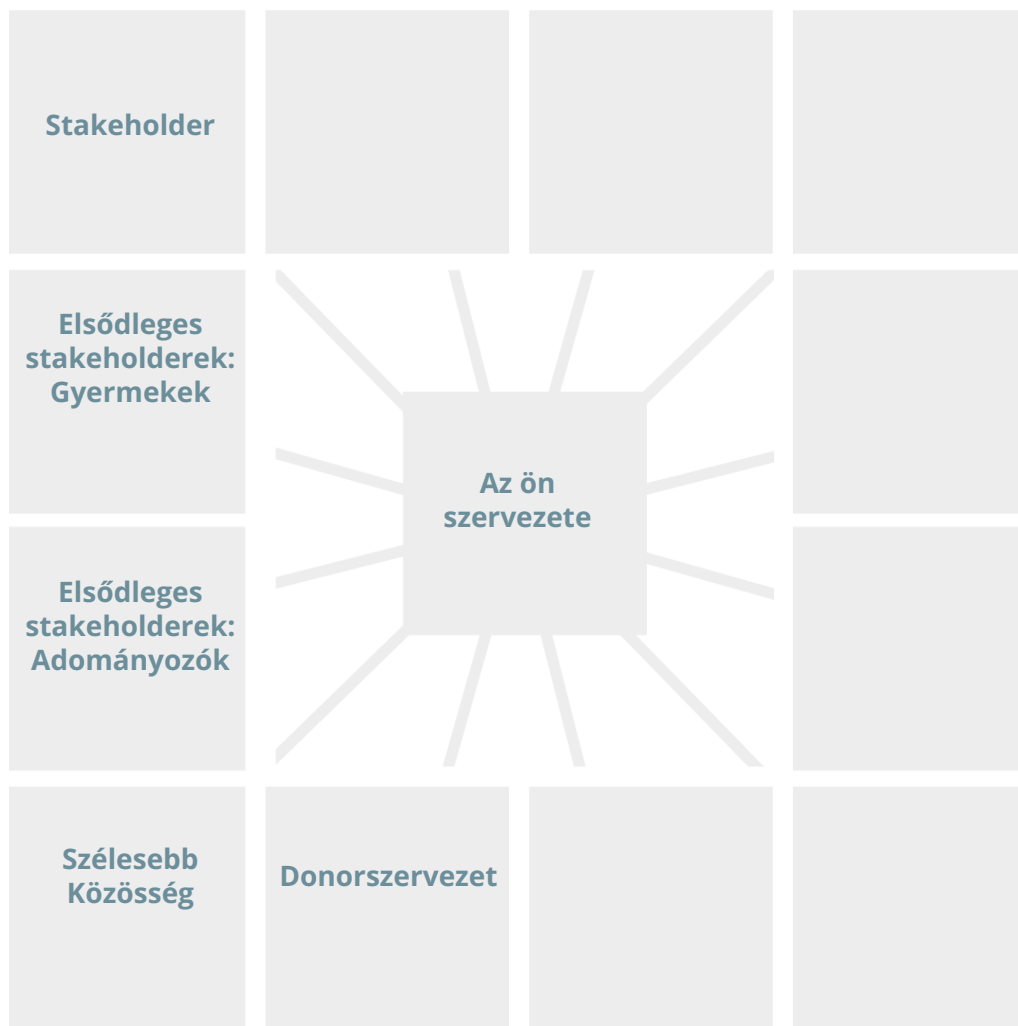 Stakeholder
Elsődleges
stakeholderek:
Gyermekek
Az ön
szervezete
Elsődleges
stakeholderek:
Adományozók
Szélesebb
Közösség
Donorszervezet